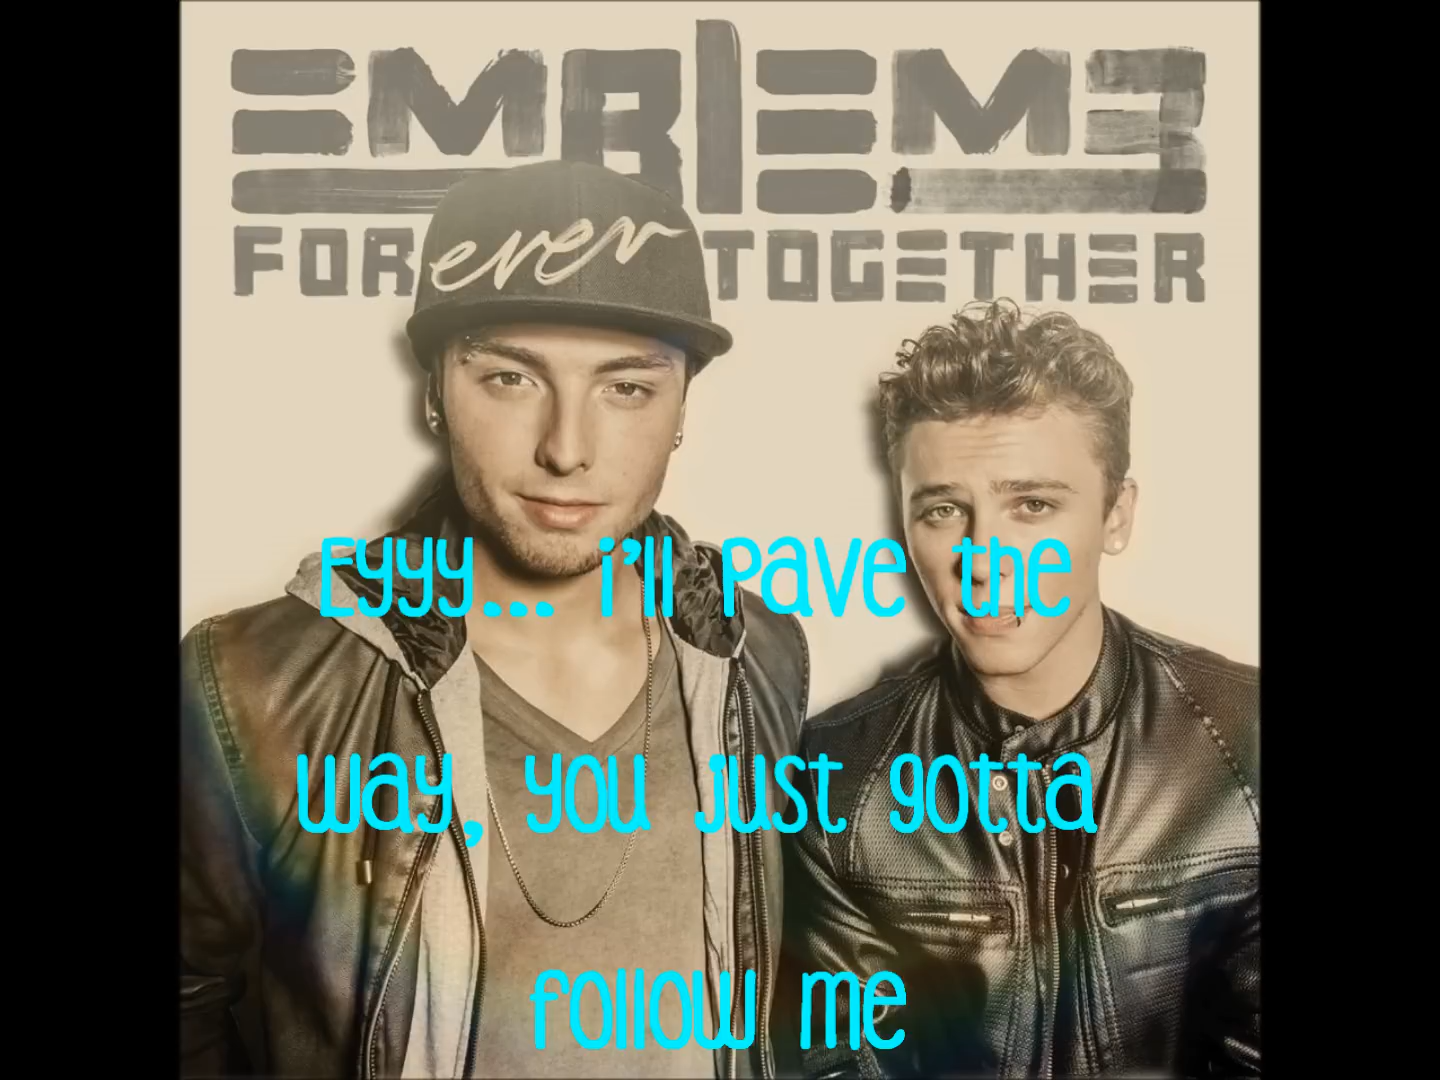 EMBLEM3
FOR ever TOGETHER
Eyyy... i'll pave the
way, you just gotta
follow me